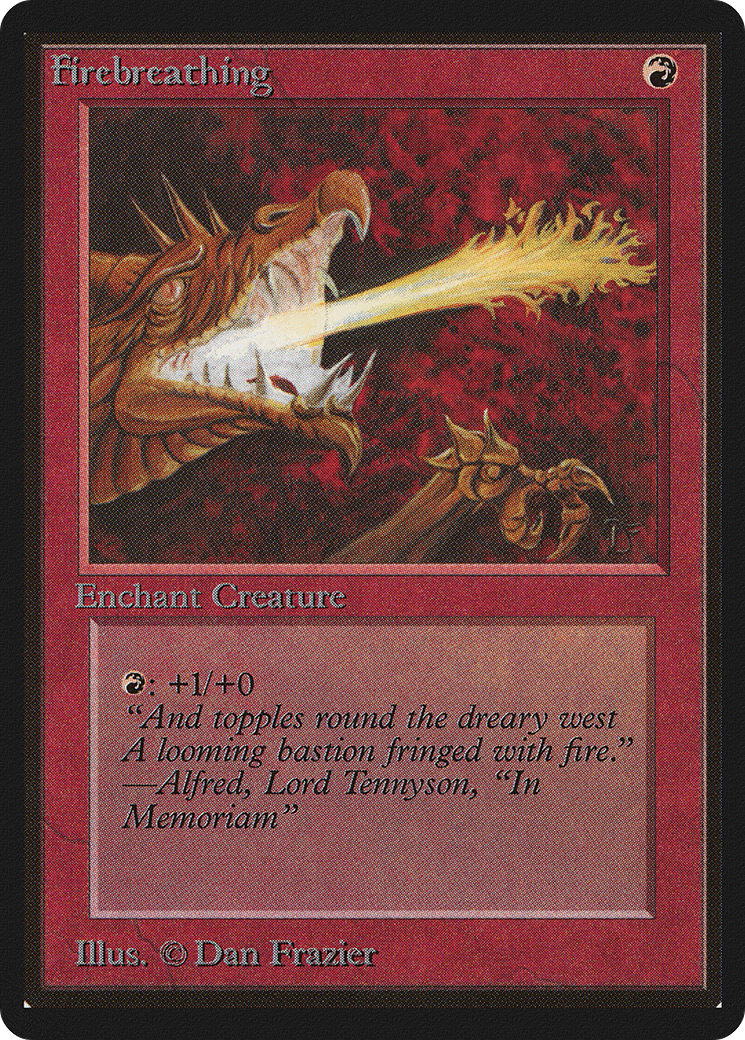 Firebreathing
Enchant Creature
: +1/+0
“And topples round the dreary west
A looming bastion fringed with fire.”
—Alfred, Lord Tennyson, “In
Memoriam”
Illus. © Dan Frazier